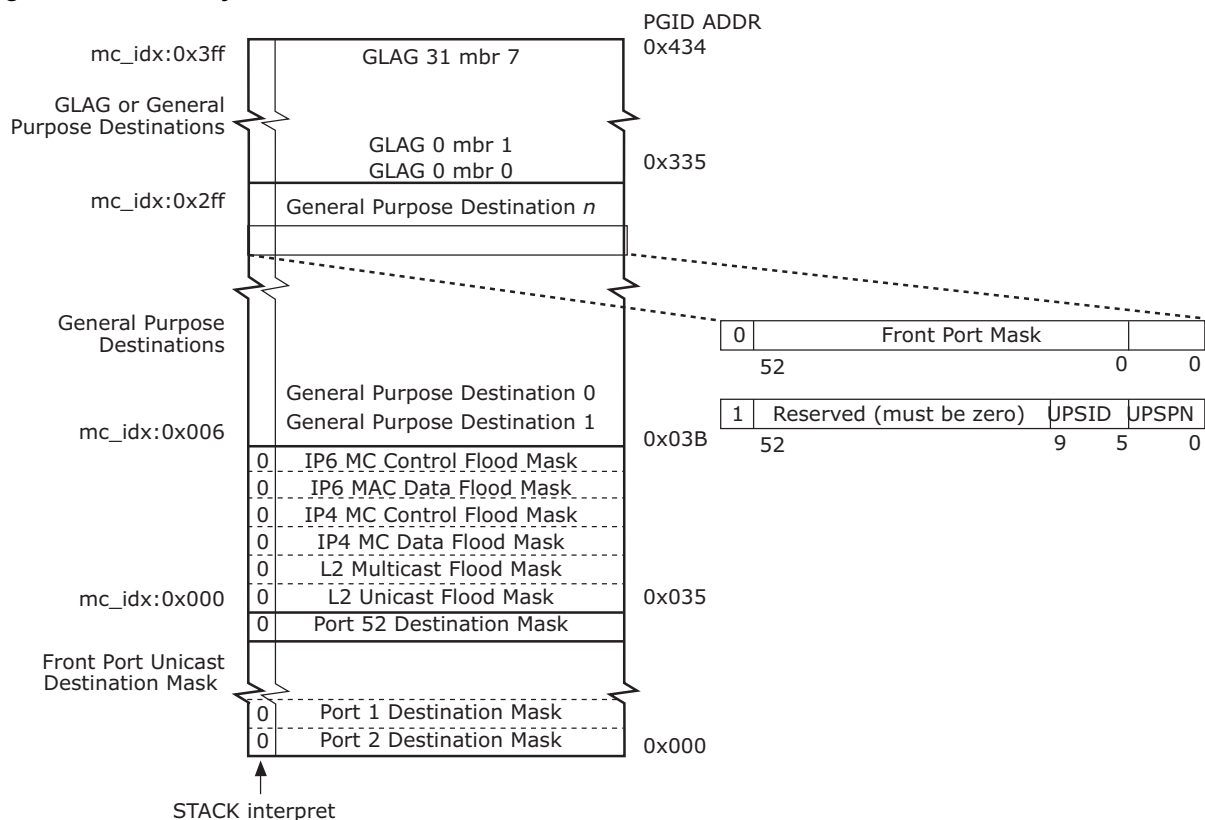 PGID ADDR
mc_idx:0x3ff
GLAG 31 mbr 7
0x434
GLAG or General
Purpose Destinations
GLAG 0 mbr 1
GLAG 0 mbr 0
0x335
mc_idx:0x2ff
General Purpose Destination n
General Purpose
Destinations
0 Front Port Mask
52 0 0
General Purpose Destination 0
General Purpose Destination 1
mc_idx:0x006
0x03B
1 Reserved (must be zero) UPSID UPSPN
52 9 5 0
0 IP6 MC Control Flood Mask
0 IP6 MAC Data Flood Mask
0 IP4 MC Control Flood Mask
0 IP4 MC Data Flood Mask
0 L2 Multicast Flood Mask
mc_idx:0x000 0 L2 Unicast Flood Mask 0x035
0 Port 52 Destination Mask
Front Port Unicast
Destination Mask
0 Port 1 Destination Mask
0 Port 2 Destination Mask 0x000
STACK interpret